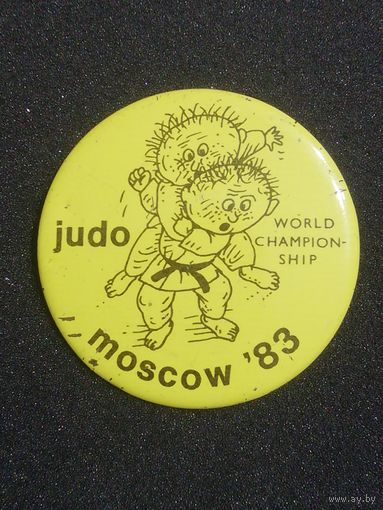 judo
WORLD
CHAMPION-
SHIP
moscow '83
www.ay.by